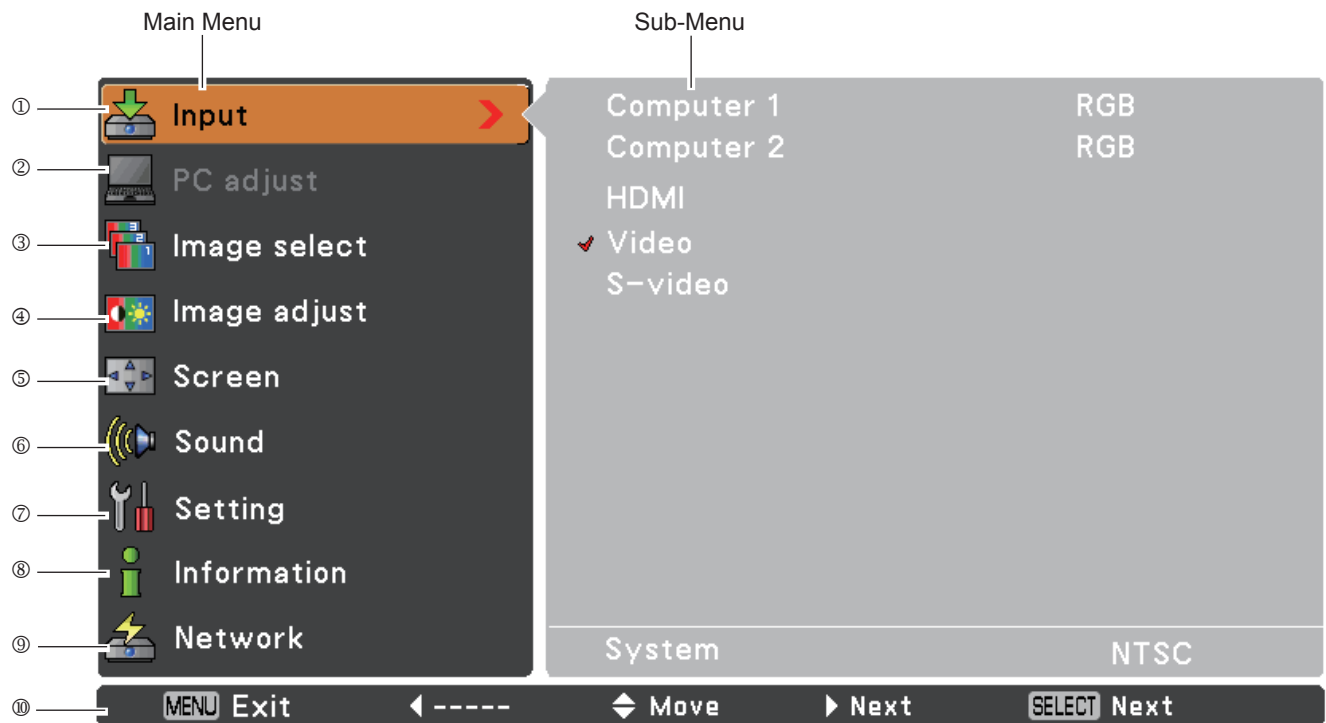 Main Menu Sub-Menu
① Input Computer 1 RGB
Computer 2 RGB
② PC adjust
HDMI
③ Image select ✔ Video
S-video
④ Image adjust
⑤ Screen
⑥ Sound
⑦ Setting
⑧ Information
⑨ Network System NTSC
⑩ MENU Exit ◀ ----- Move ▶ Next SELECT Next